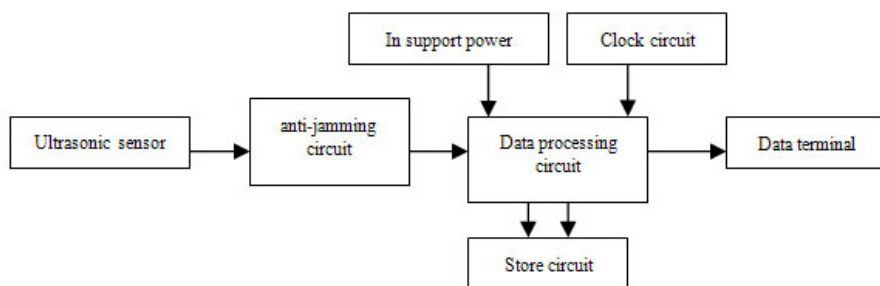 In support power
Clock circuit
Ultrasonic sensor
anti-jamming
circuit
Data processing
circuit
Data terminal
Store circuit